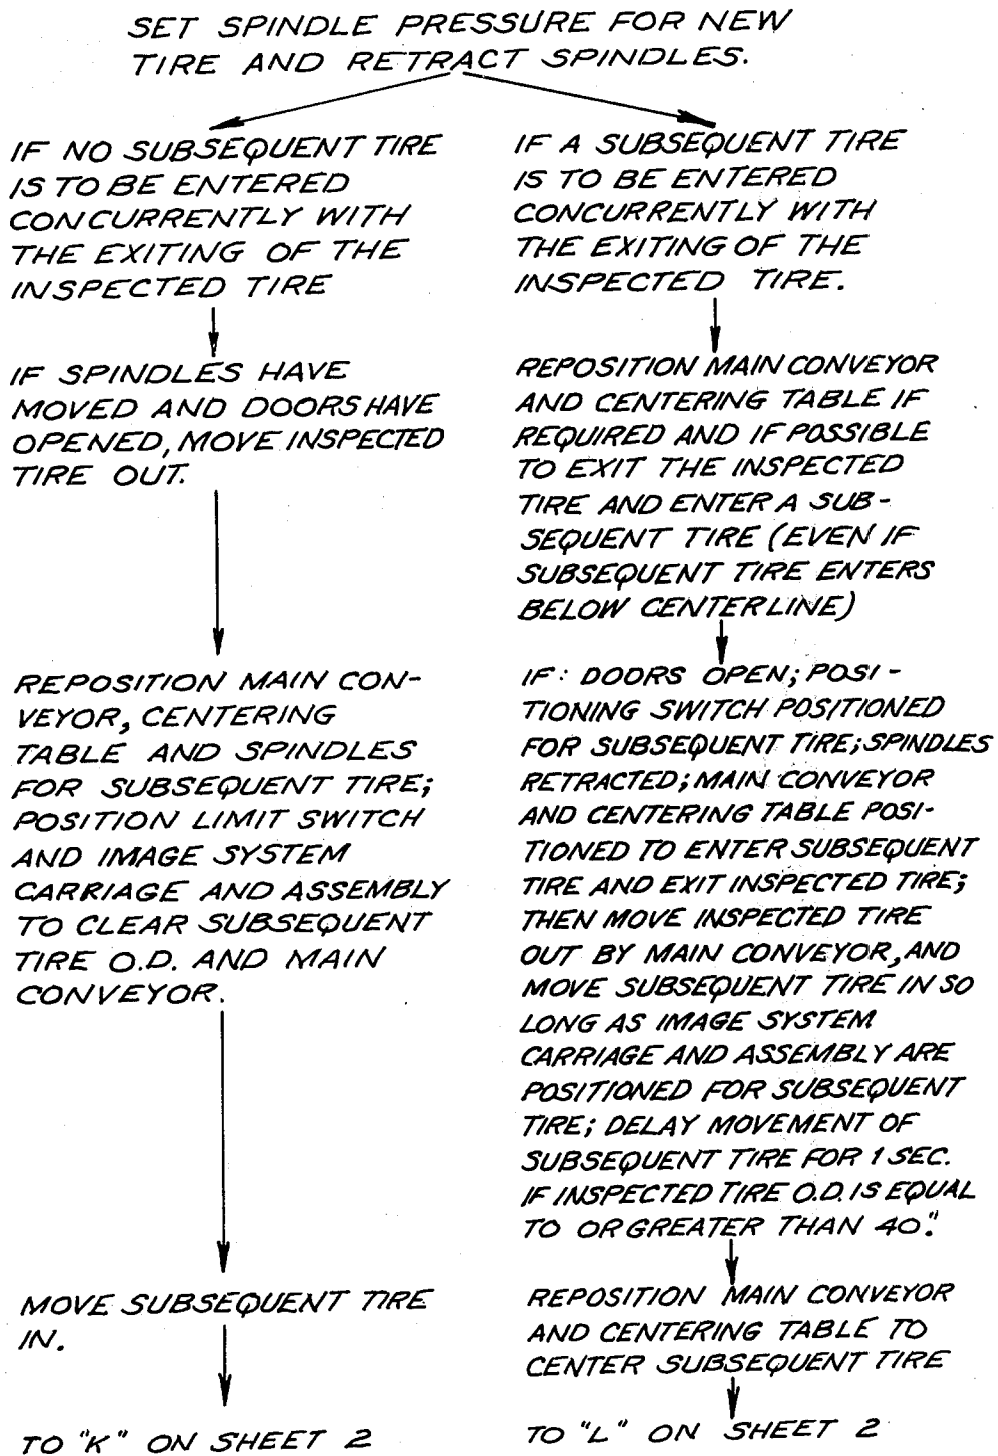 SET SPINDLE PRESSURE FOR NEW
TIRE AND RETRACT SPINDLES.
IF NO SUBSEQUENT TIRE
IS TO BE ENTERED
CONCURRENTLY WITH
THE EXITING OF THE
INSPECTED TIRE
IF SPINDLES HAVE
MOVED AND DOORS HAVE
OPENED, MOVE INSPECTED
TIRE OUT.
REPOSITION MAIN CON-
VEYOR, CENTERING
TABLE AND SPINDLES
FOR SUBSEQUENT TIRE;
POSITION LIMIT SWITCH
AND IMAGE SYSTEM
CARRIAGE AND ASSEMBLY
TO CLEAR SUBSEQUENT
TIRE O.D. AND MAIN
CONVEYOR.
MOVE SUBSEQUENT TIRE
IN.
TO "K" ON SHEET 2
IF A SUBSEQUENT TIRE
IS TO BE ENTERED
CONCURRENTLY WITH
THE EXITING OF THE
INSPECTED TIRE.
REPOSITION MAIN CONVEYOR
AND CENTERING TABLE IF
REQUIRED AND IF POSSIBLE
TO EXIT THE INSPECTED
TIRE AND ENTER A SUB-
SEQUENT TIRE (EVEN IF
SUBSEQUENT TIRE ENTERS
BELOW CENTERLINE)
IF: DOORS OPEN; POSI-
TIONING SWITCH POSITIONED
FOR SUBSEQUENT TIRE; SPINDLES
RETRACTED; MAIN CONVEYOR
AND CENTERING TABLE POSI-
TIONED TO ENTER SUBSEQUENT
TIRE AND EXIT INSPECTED TIRE;
THEN MOVE INSPECTED TIRE
OUT BY MAIN CONVEYOR, AND
MOVE SUBSEQUENT TIRE IN SO
LONG AS IMAGE SYSTEM
CARRIAGE AND ASSEMBLY ARE
POSITIONED FOR SUBSEQUENT
TIRE; DELAY MOVEMENT OF
SUBSEQUENT TIRE FOR 1 SEC.
IF INSPECTED TIRE O.D. IS EQUAL
TO OR GREATER THAN 40."
REPOSITION MAIN CONVEYOR
AND CENTERING TABLE TO
CENTER SUBSEQUENT TIRE
TO "L" ON SHEET 2